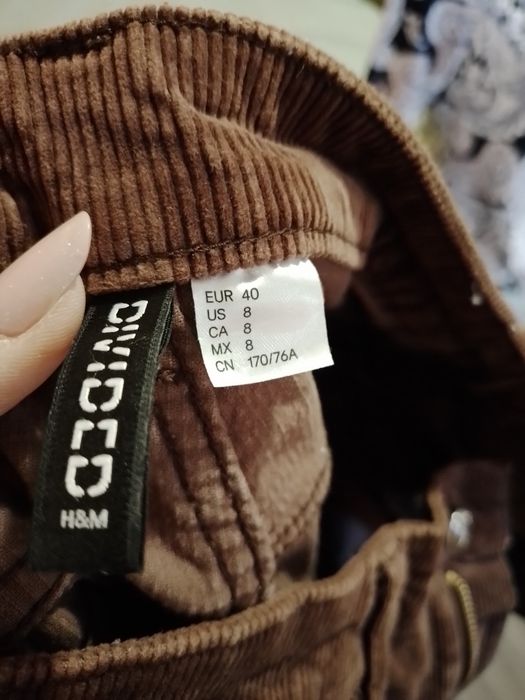 DIVIDED
H&M
EUR 40
US 8
CA 8
MX 8
CN 170/76A